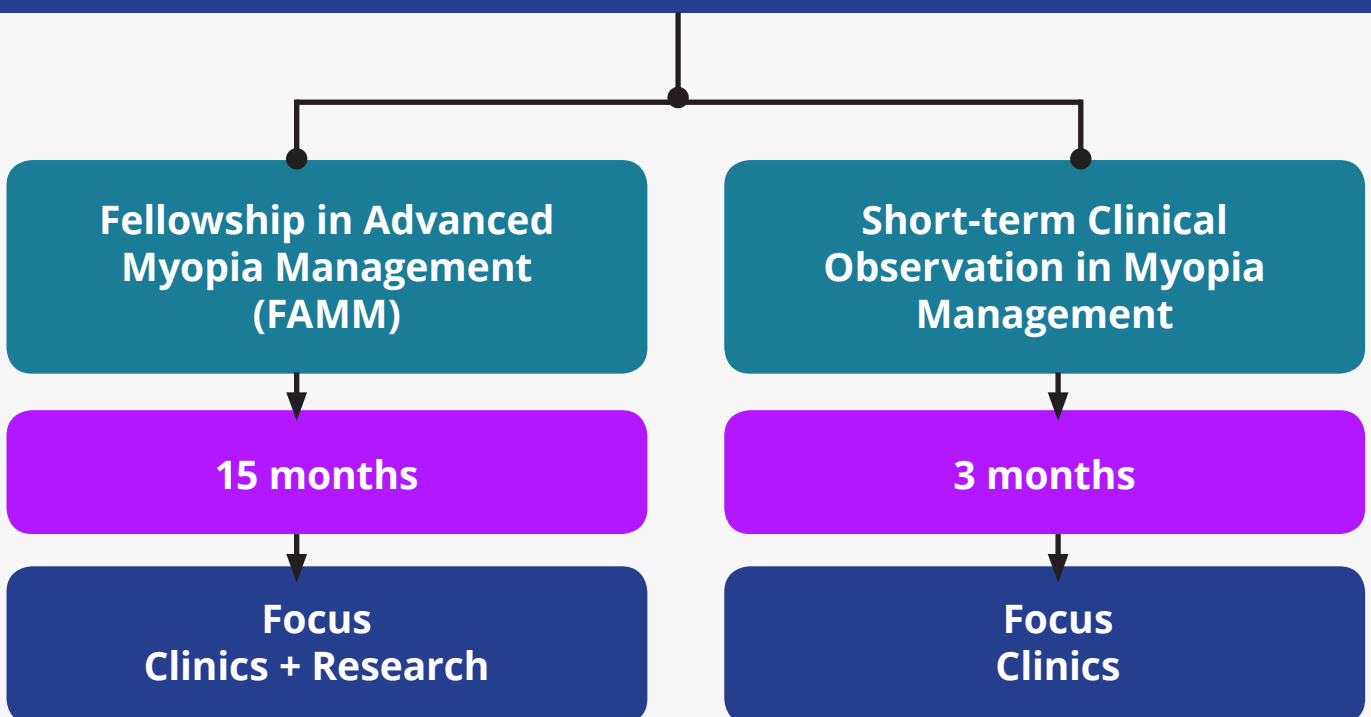 Fellowship in Advanced
Myopia Management
(FAMM)
15 months
Focus
Clinics + Research
Short-term Clinical
Observation in Myopia
Management
3 months
Focus
Clinics